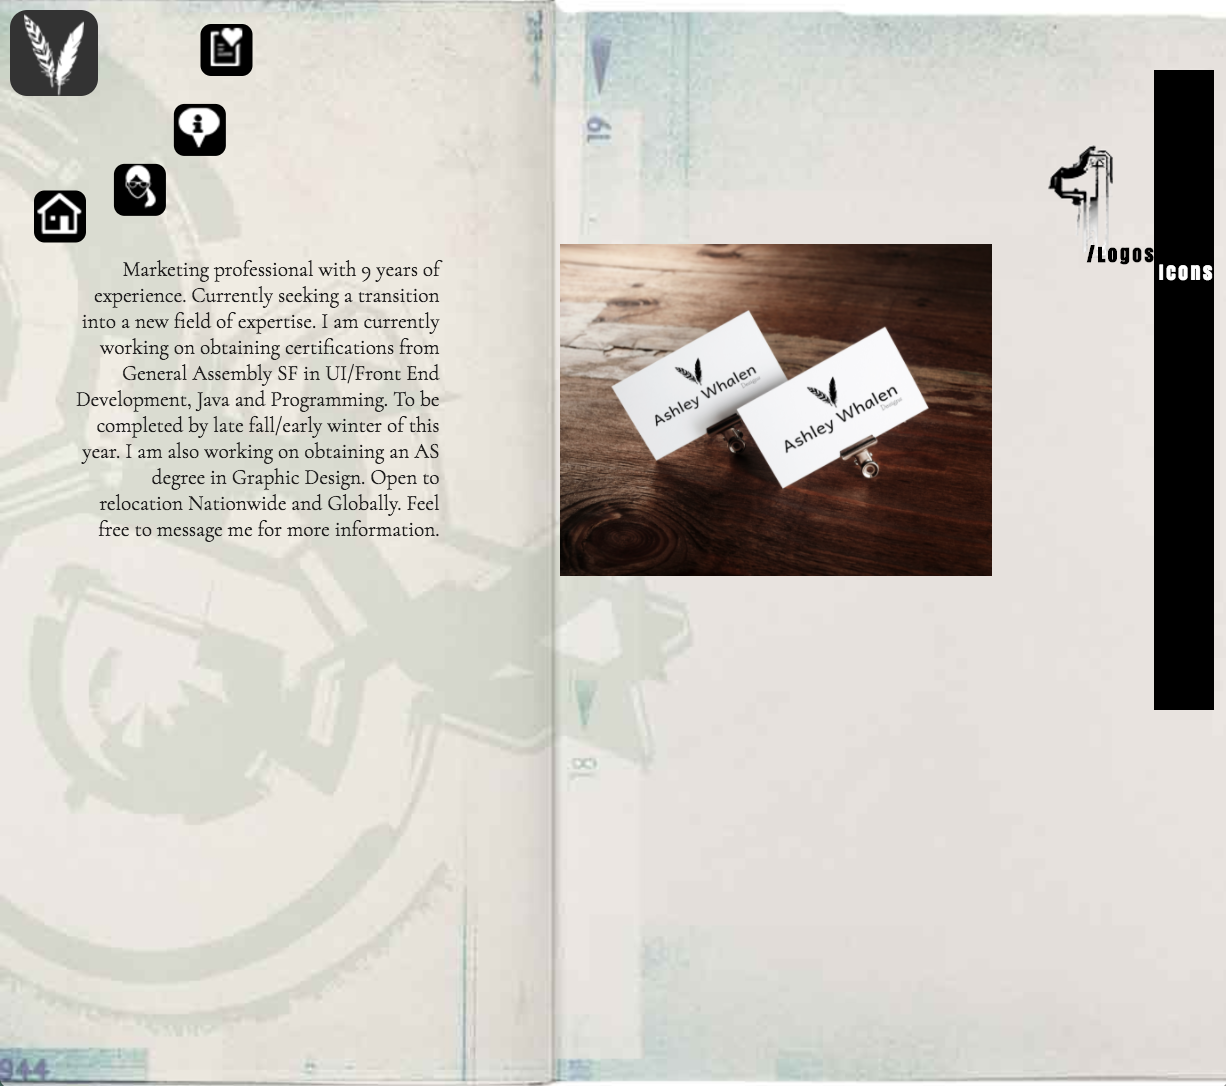 19
/Logos
Icons
Marketing professional with 9 years of
experience. Currently seeking a transition
into a new field of expertise. I am currently
working on obtaining certifications from
General Assembly SF in UI/Front End
Development, Java and Programming. To be
completed by late fall/early winter of this
year. I am also working on obtaining an AS
degree in Graphic Design. Open to
relocation Nationwide and Globally. Feel
free to message me for more information.
Ashley Whalen
Designs
Ashley Whalen
Designs
18
944